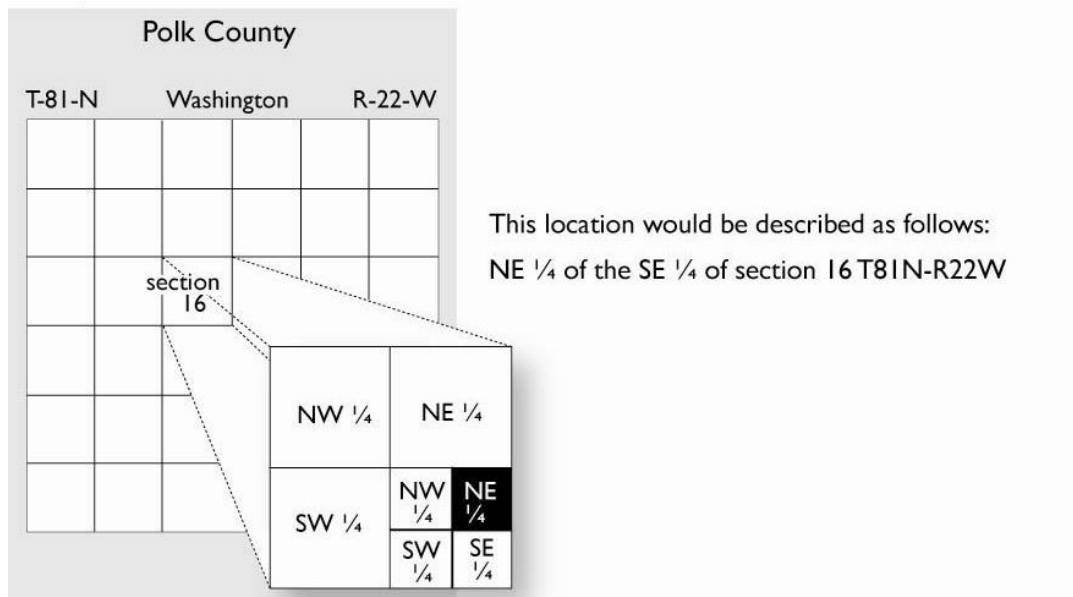 Polk County
T-81-N Washington R-22-W
This location would be described as follows:
NE ¼ of the SE ¼ of section 16 T81N-R22W
section
16
NW ¼ NE ¼
SW ¼
NW NE
¼ ¼
SW SE
¼ ¼